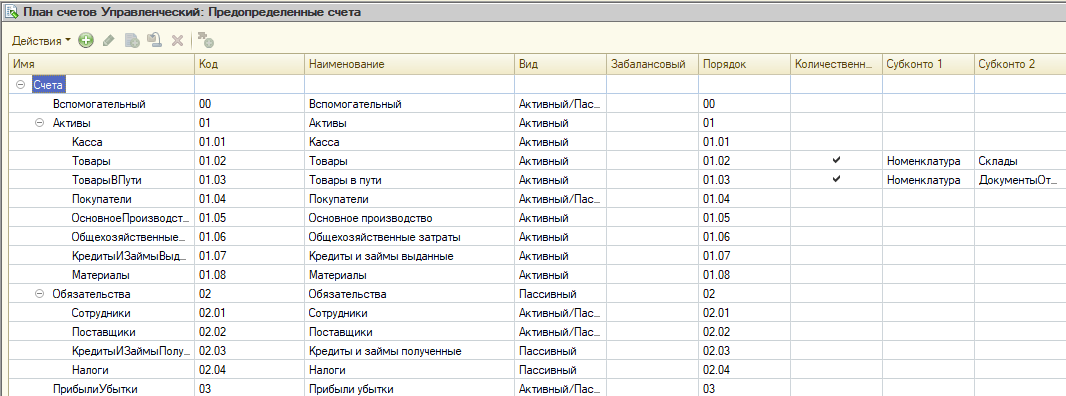 План счетов Управленческий: Предопределенные счета
Действия
Имя Код Наименование Вид Забалансовый Порядок Количественн... Субконто 1 Субконто 2
Счета
Вспомогательный 00 Вспомогательный Активный/Пас... 00
Активы 01 Активы Активный 01
Касса 01.01 Касса Активный 01.01
Товары 01.02 Товары Активный 01.02 ✔ Номенклатура Склады
ТоварыВПути 01.03 Товары в пути Активный 01.03 ✔ Номенклатура ДокументыОт...
Покупатели 01.04 Покупатели Активный/Пас... 01.04
ОсновноеПроизводст... 01.05 Основное производство Активный 01.05
Общехозяйственные... 01.06 Общехозяйственные затраты Активный 01.06
КредитыИЗаймыВыд... 01.07 Кредиты и займы выданные Активный 01.07
Материалы 01.08 Материалы Активный 01.08
Обязательства 02 Обязательства Пассивный 02
Сотрудники 02.01 Сотрудники Активный/Пас... 02.01
Поставщики 02.02 Поставщики Активный/Пас... 02.02
КредитыИЗаймыПолу... 02.03 Кредиты и займы полученные Пассивный 02.03
Налоги 02.04 Налоги Пассивный 02.04
ПрибылиУбытки 03 Прибыли убытки Активный/Пас... 03